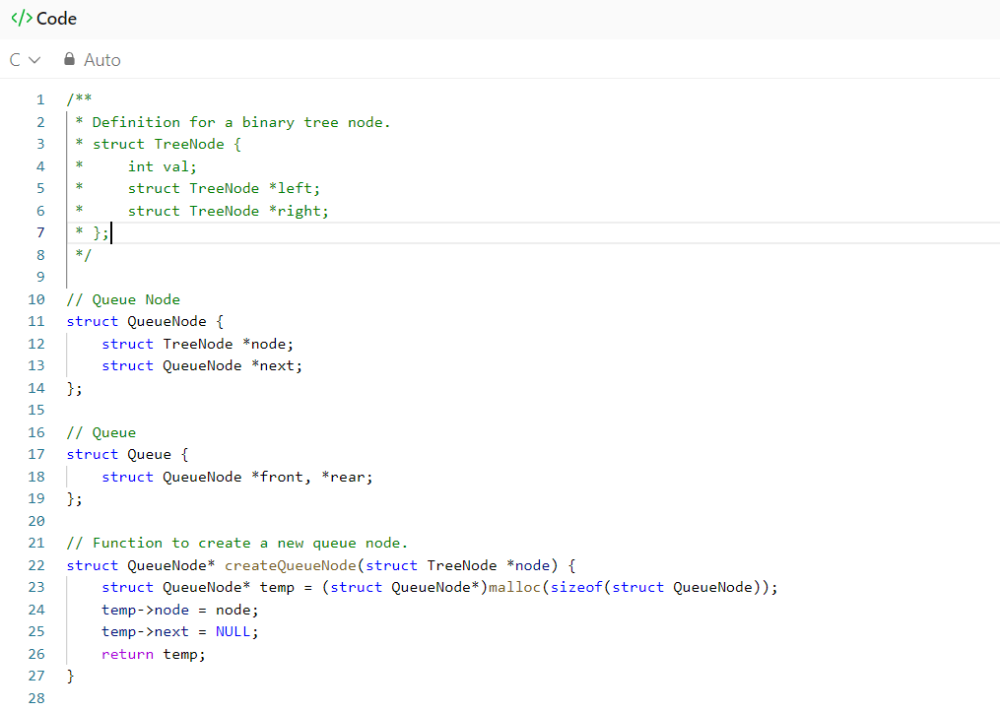 </> Code
C Auto
1 /**
2  * Definition for a binary tree node.
3  * struct TreeNode {
4  *     int val;
5  *     struct TreeNode *left;
6  *     struct TreeNode *right;
7  * };
8  */
9
10 // Queue Node
11 struct QueueNode {
12     struct TreeNode *node;
13     struct QueueNode *next;
14 };
15
16 // Queue
17 struct Queue {
18     struct QueueNode *front, *rear;
19 };
20
21 // Function to create a new queue node.
22 struct QueueNode* createQueueNode(struct TreeNode *node) {
23     struct QueueNode* temp = (struct QueueNode*)malloc(sizeof(struct QueueNode));
24     temp->node = node;
25     temp->next = NULL;
26     return temp;
27 }
28